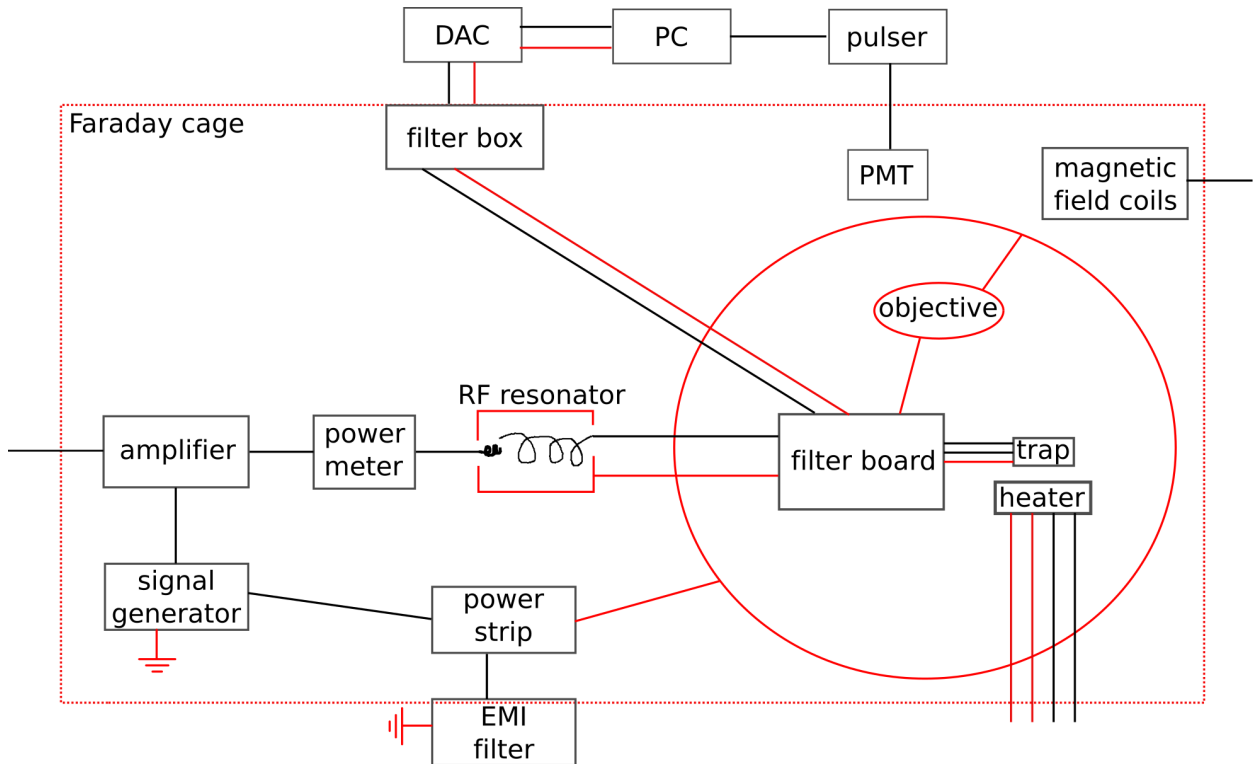 DAC
PC
pulser
Faraday cage
filter box
PMT
magnetic
field coils
objective
RF resonator
amplifier
power
meter
filter board
trap
heater
signal
generator
power
strip
EMI
filter